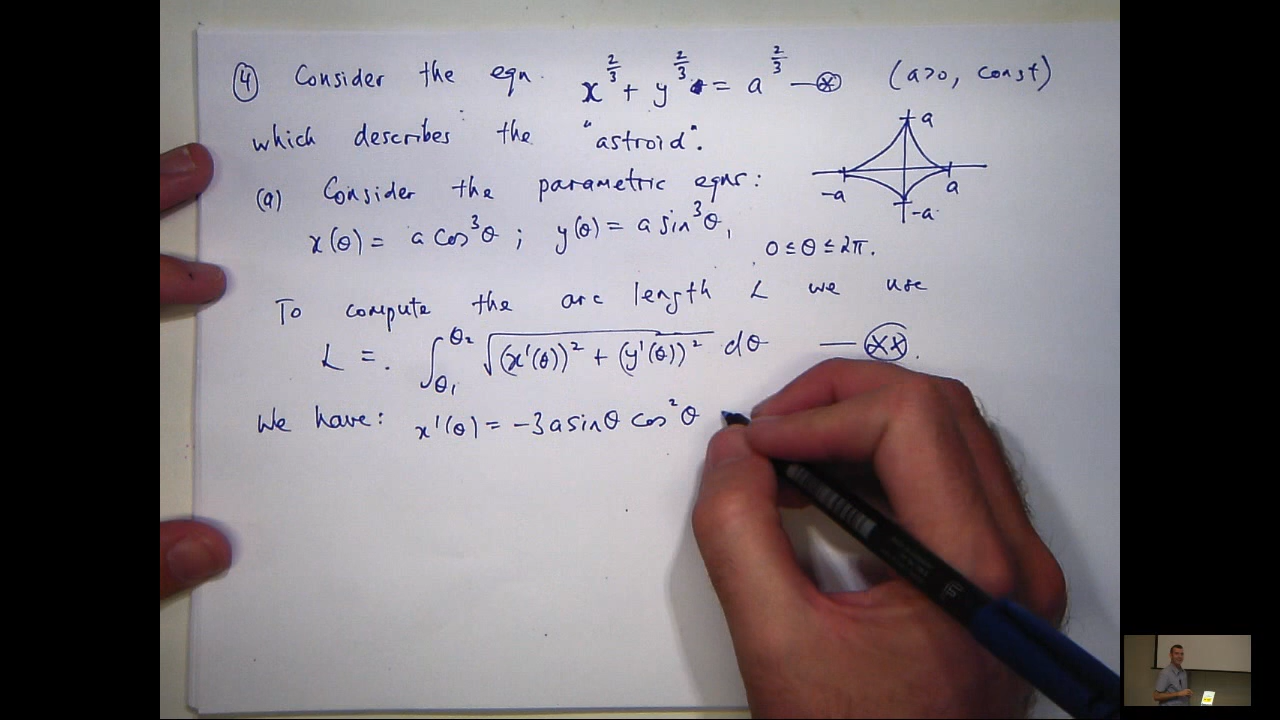 ④ Consider the eqn. x^{2/3} + y^{2/3} = a^{2/3} — ⊛ (a>0, const)
which describes the "astroid".
a
-a
a
-a
(a) Consider the parametric eqns:
x(θ) = a cos³θ ; y(θ) = a sin³θ,
0 ≤ θ ≤ 2π.
To compute the arc length L we use
L = ∫_{θ₁}^{θ₂} √((x'(θ))² + (y'(θ))²) dθ — ⊛⊛.
We have: x'(θ) = -3a sinθ cos²θ